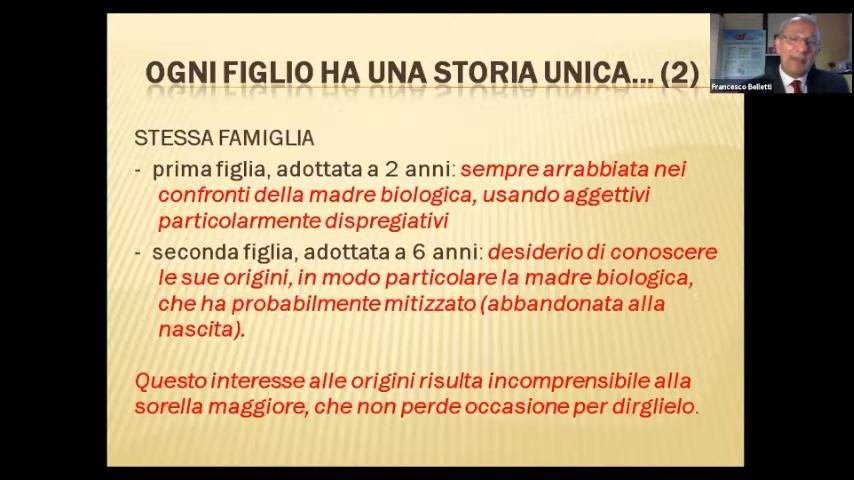 OGNI FIGLIO HA UNA STORIA UNICA... (2)
Francesco Belletti
STESSA FAMIGLIA
- prima figlia, adottata a 2 anni: sempre arrabbiata nei
confronti della madre biologica, usando aggettivi
particolarmente dispregiativi
- seconda figlia, adottata a 6 anni: desiderio di conoscere
le sue origini, in modo particolare la madre biologica,
che ha probabilmente mitizzato (abbandonata alla
nascita).
Questo interesse alle origini risulta incomprensibile alla
sorella maggiore, che non perde occasione per dirglielo.